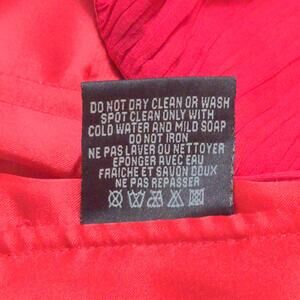 DO NOT DRY CLEAN OR WASH
SPOT CLEAN ONLY WITH
COLD WATER AND MILD SOAP
DO NOT IRON
NE PAS LAVER OU NETTOYER
EPONGER AVEC EAU
FRAICHE ET SAVON DOUX
NE PAS REPASSER